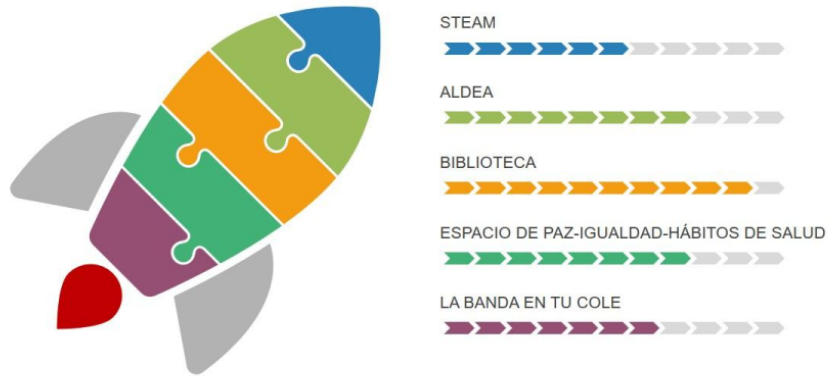 STEAM
ALDEA
BIBLIOTECA
ESPACIO DE PAZ-IGUALDAD-HÁBITOS DE SALUD
LA BANDA EN TU COLE